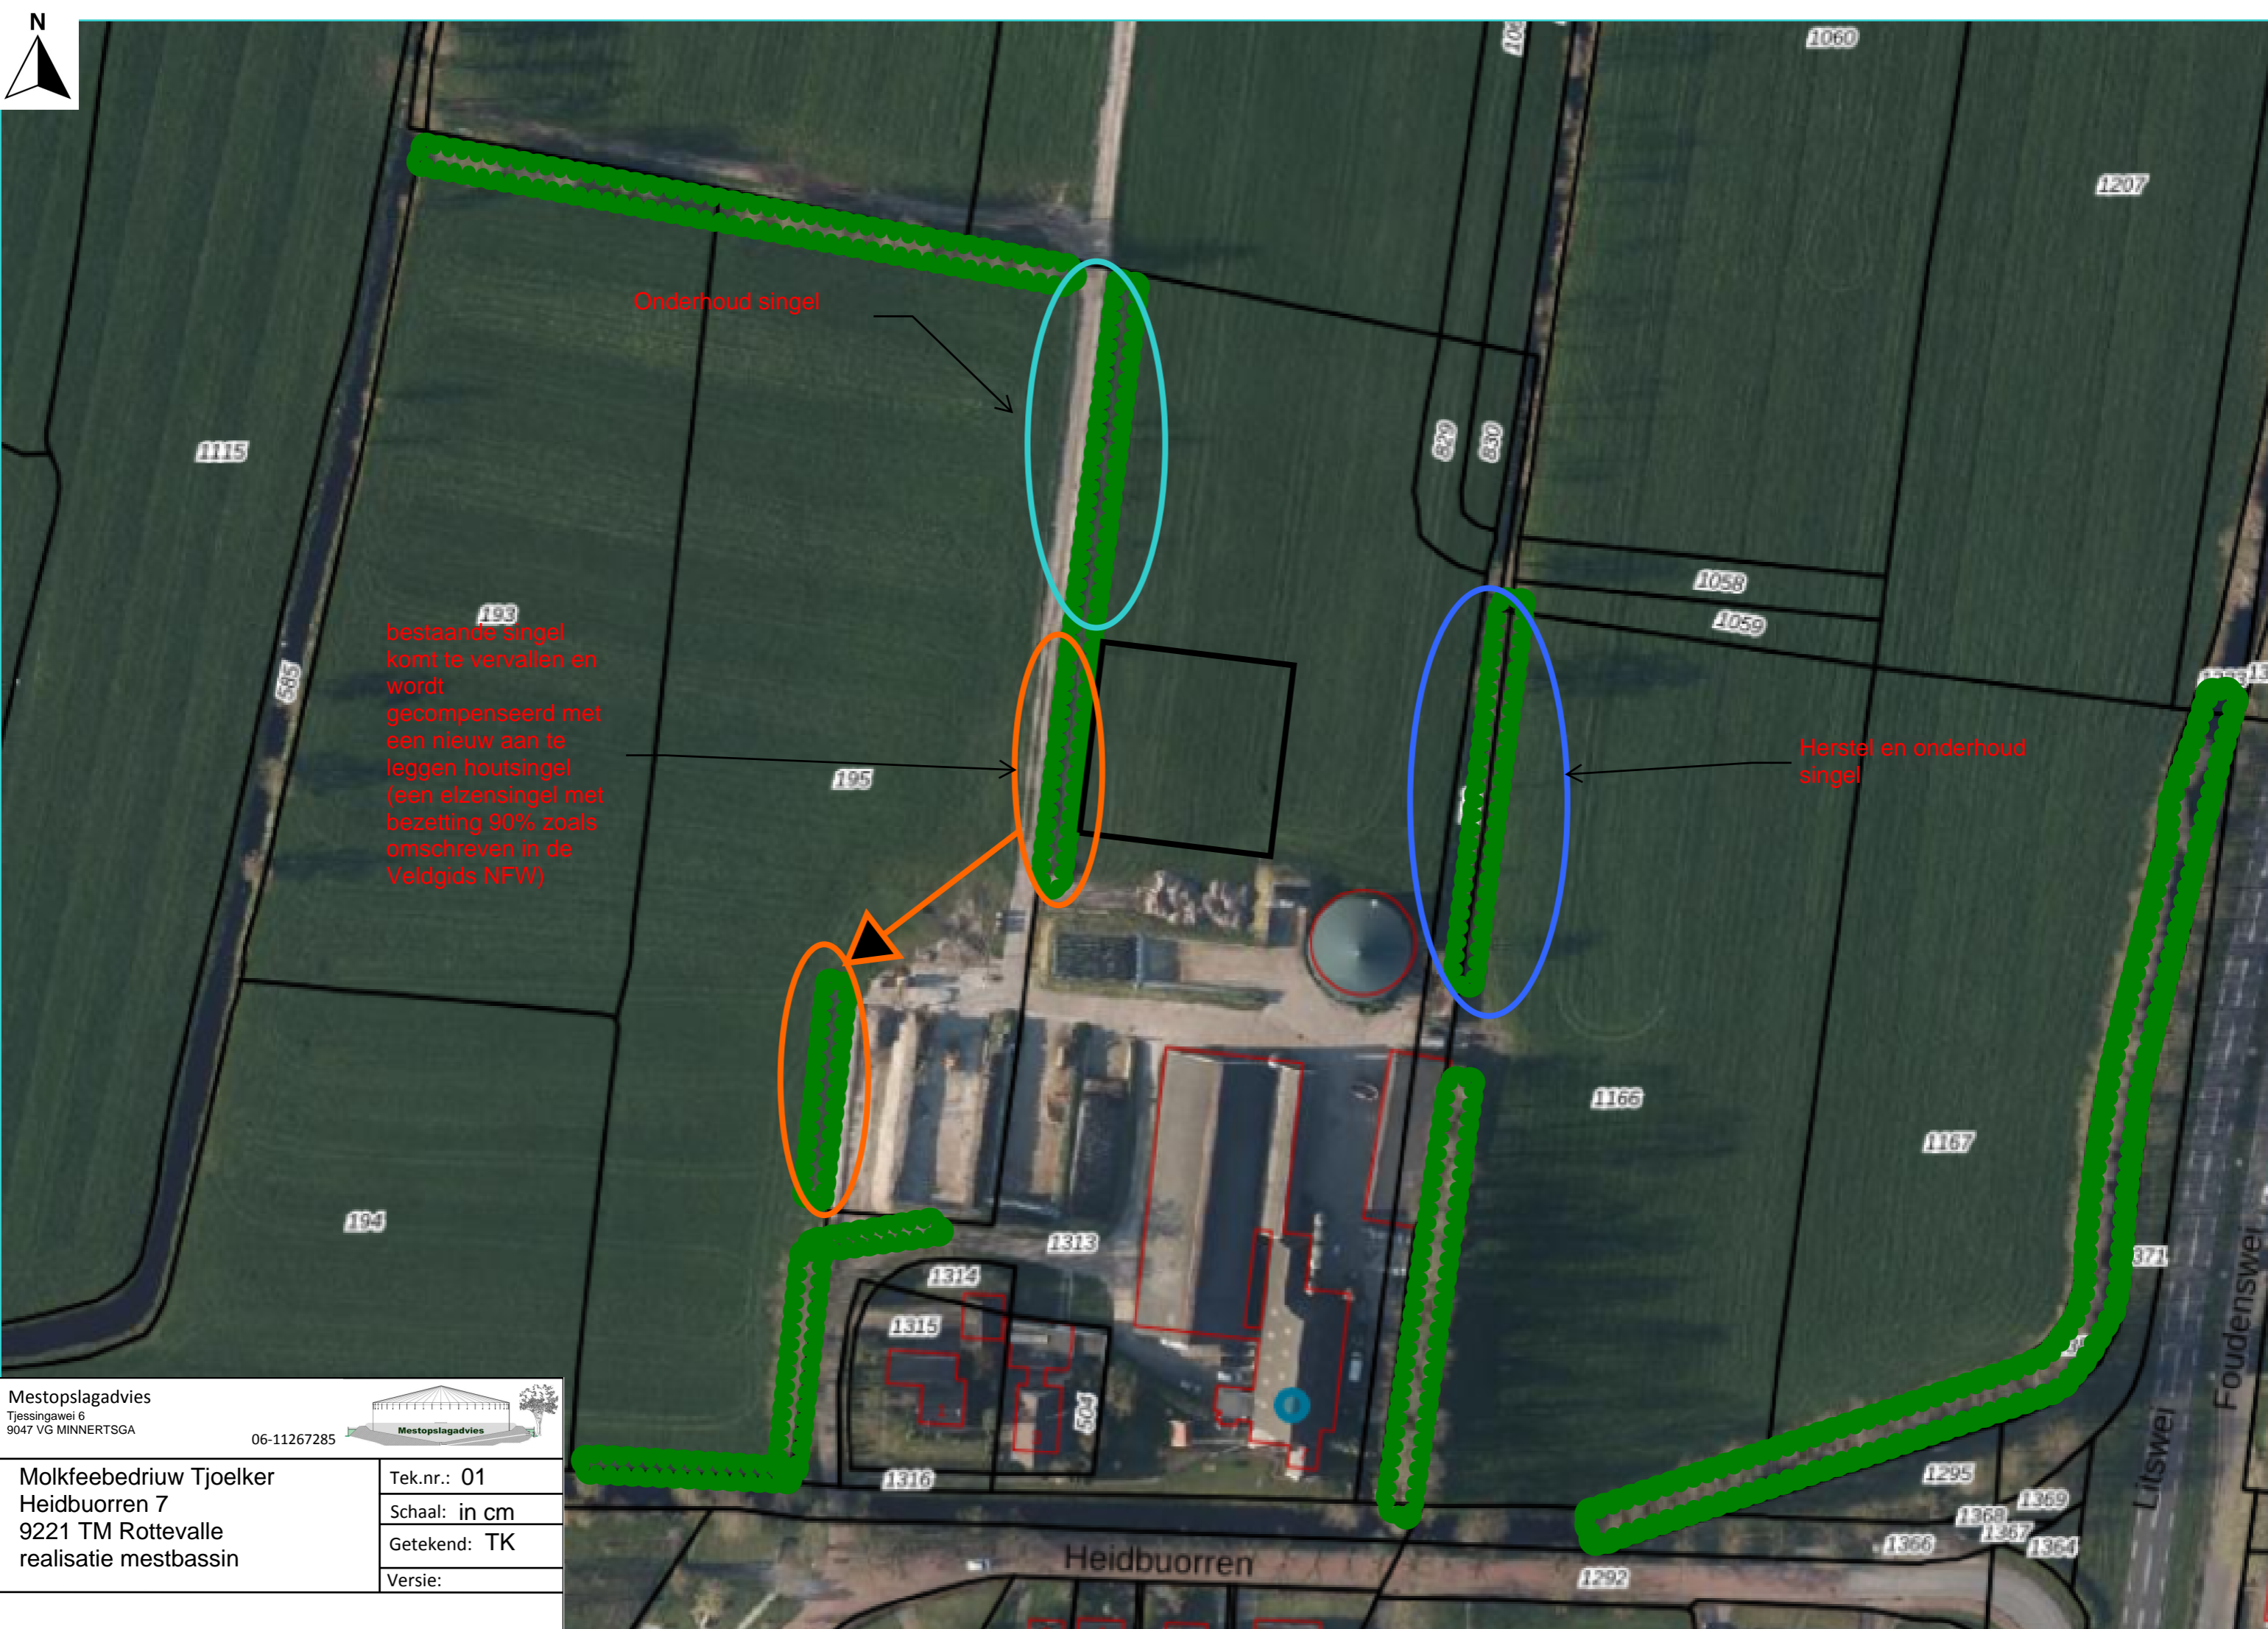 N
1060
1207
Onderhoud singel
1115
829
830
1058
1059
193
bestaande singel
komt te vervallen en
wordt
gecompenseerd met
een nieuw aan te
leggen houtsingel
(een elzensingel met
bezetting 90% zoals
omschreven in de
Veldgids NFW)
585
195
Herstel en onderhoud
singel
1166
1167
194
1313
1314
1315
504
1316
371
Foudenswei
Litswei
1295
1369
1368
1367
1366
1364
Heidbuorren
1292
Mestopslagadvies
Tjessingawei 6
9047 VG MINNERTSGA
06-11267285
Mestopslagadvies
Molkfeebedriuw Tjoelker
Heidbuorren 7
9221 TM Rottevalle
realisatie mestbassin
Tek.nr.: 01
Schaal: in cm
Getekend: TK
Versie: